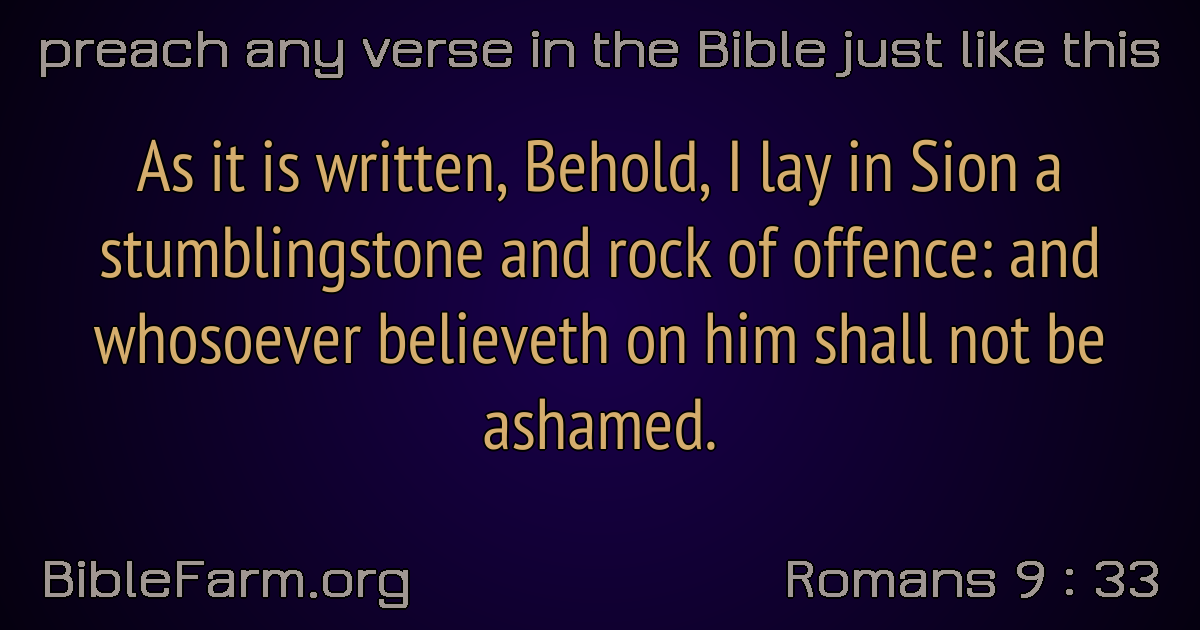 preach any verse in the Bible just like this
As it is written, Behold, I lay in Sion a
stumblingstone and rock of offence: and
whosoever believeth on him shall not be
ashamed.
BibleFarm.org
Romans 9 : 33